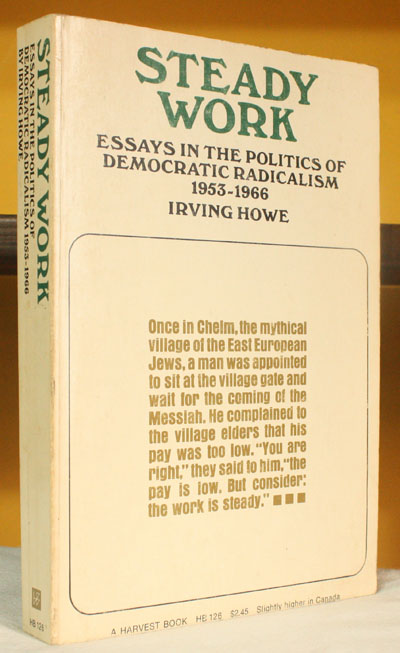 STEADY
WORK
ESSAYS IN THE POLITICS OF
DEMOCRATIC RADICALISM
1953-1966
IRVING HOWE
Once in Chelm, the mythical
village of the East European
Jews, a man was appointed
to sit at the village gate and
wait for the coming of the
Messiah. He complained to
the village elders that his
pay was too low. “You are
right,” they said to him, “the
pay is low. But consider:
the work is steady.”
A HARVEST BOOK HB 126 $2.45 Slightly higher in Canada
STEADY WORK
ESSAYS IN THE POLITICS OF
DEMOCRATIC RADICALISM 1953-1966
BY IRVING HOWE
HB 126